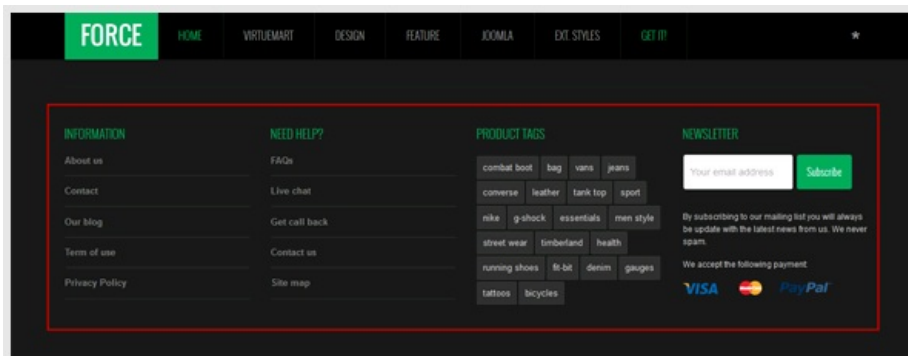 FORCE HOME VIRTUEMART DESIGN FEATURE JOOMLA EXT. STYLES GET IT!
INFORMATION
About us
Contact
Our blog
Term of use
Privacy Policy
NEED HELP?
FAQs
Live chat
Get call back
Contact us
Site map
PRODUCT TAGS
combat boot bag vans jeans
converse leather tank top sport
nike g-shock essentials men style
street wear timberland health
running shoes fit-bit denim gauges
tattoos bicycles
NEWSLETTER
Your email address Subscribe
By subscribing to our mailing list you will always
be update with the latest news from us. We never
spam.
We accept the following payment
VISA PayPal